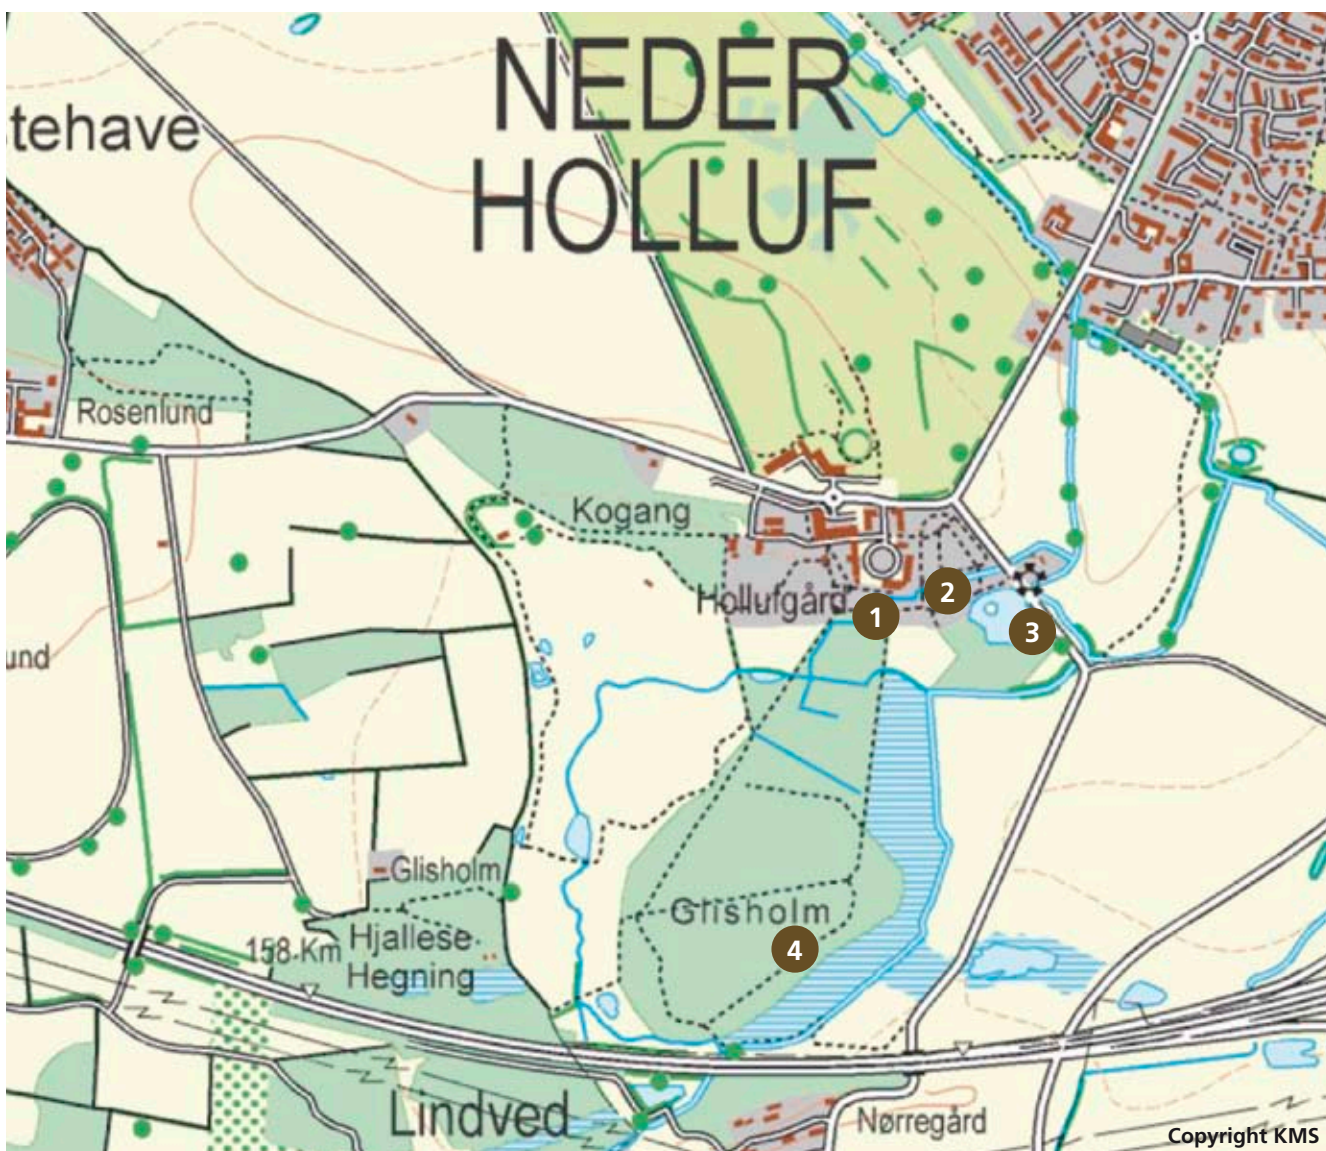 NEDER
HOLLUF
tehave
Rosenlund
Kogang
Hollufgård
1
2
3
und
Glisholm
Glisholm
4
158-Km
Hjallese
Hegning
Lindved
Nørregård
Copyright KMS